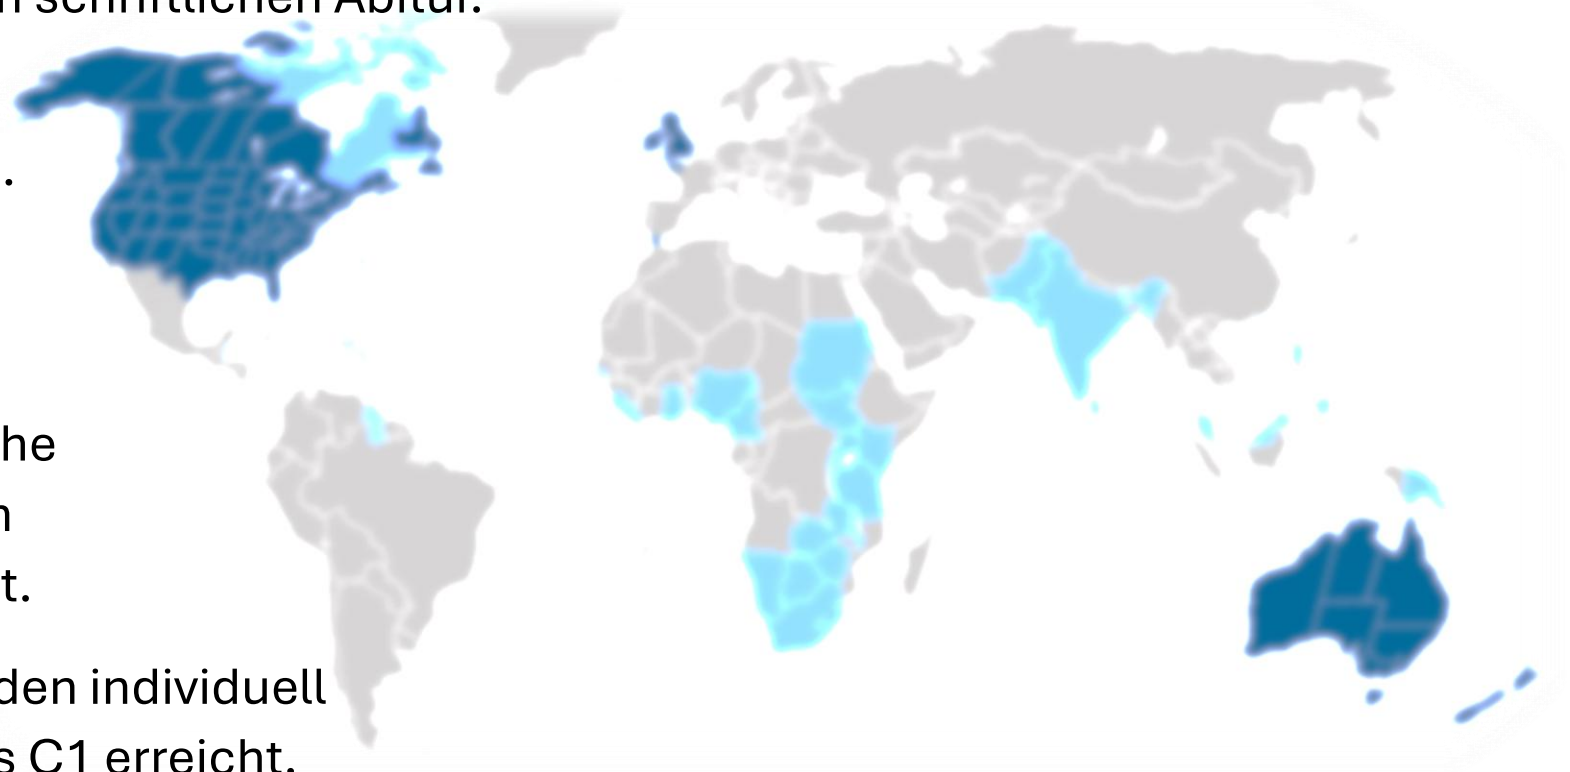 n schriftlichen Abitur.
.
he
n
t.
den individuell
s C1 erreicht.